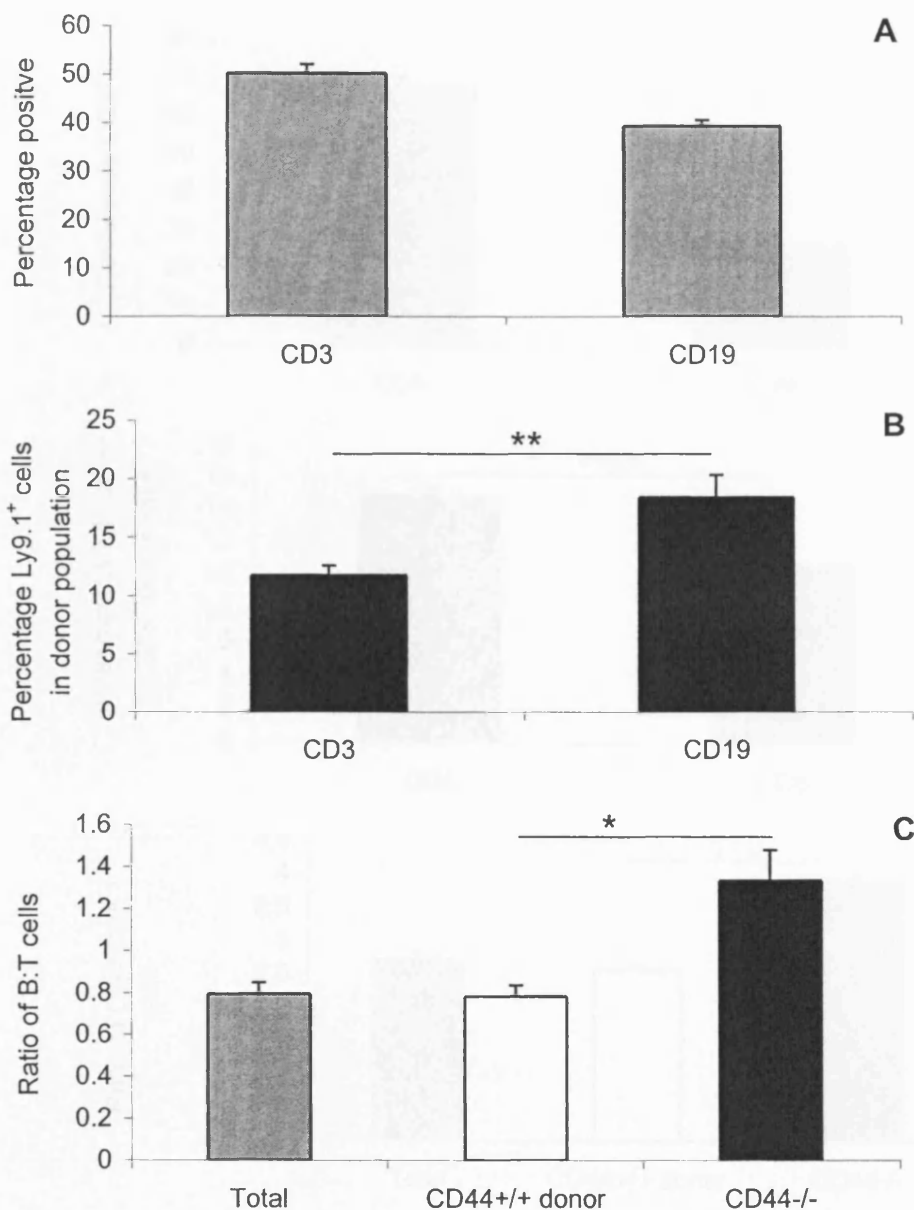 A
Percentage positve
60
50
40
30
20
10
0
CD3
CD19
B
Percentage Ly9.1+ cells
in donor population
25
20
15
10
5
0
**
CD3
CD19
C
Ratio of B:T cells
1.6
1.4
1.2
1
0.8
0.6
0.4
0.2
0
*
Total
CD44+/+ donor
CD44-/-